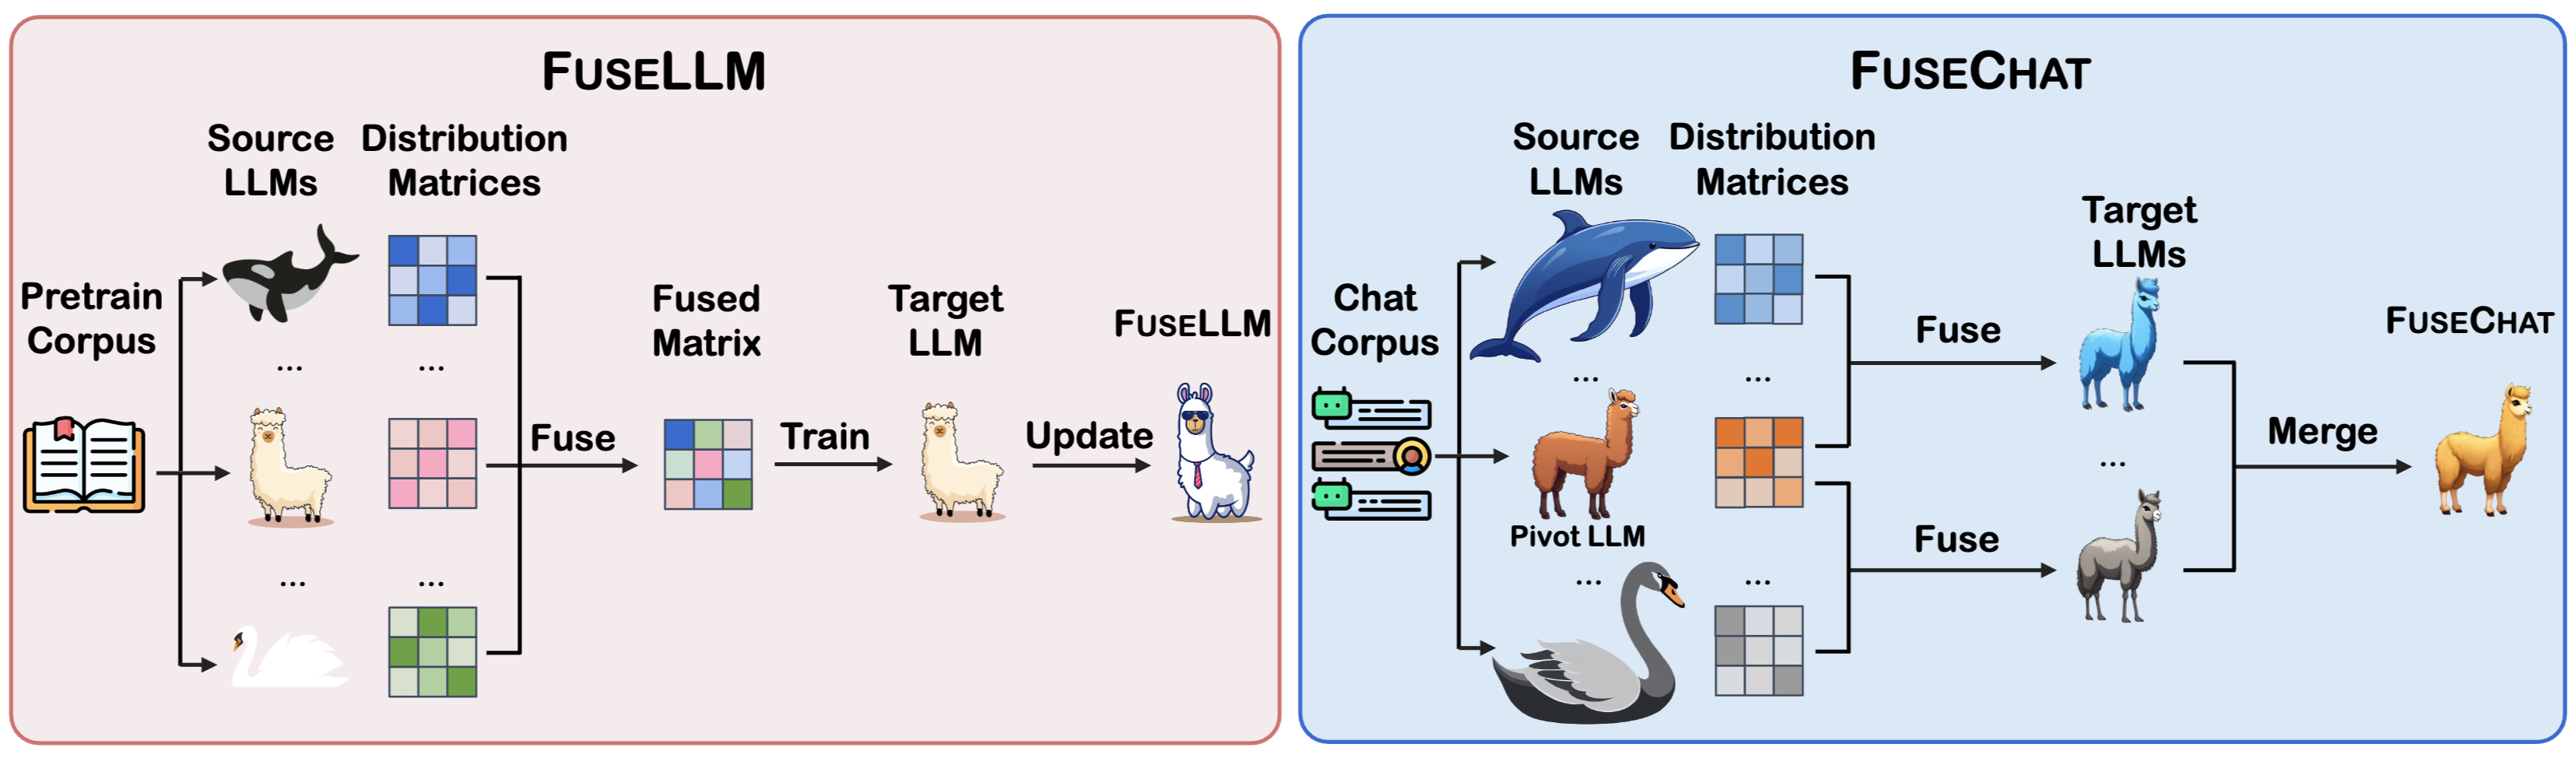 FUSELLM
Source
LLMs
Distribution
Matrices
Pretrain
Corpus
...
...
...
...
Fuse
Fused
Matrix
Train
Target
LLM
Update
FUSELLM
FUSECHAT
Source
LLMs
Distribution
Matrices
Chat
Corpus
...
...
Pivot LLM
...
...
Fuse
Fuse
Target
LLMs
...
Merge
FUSECHAT